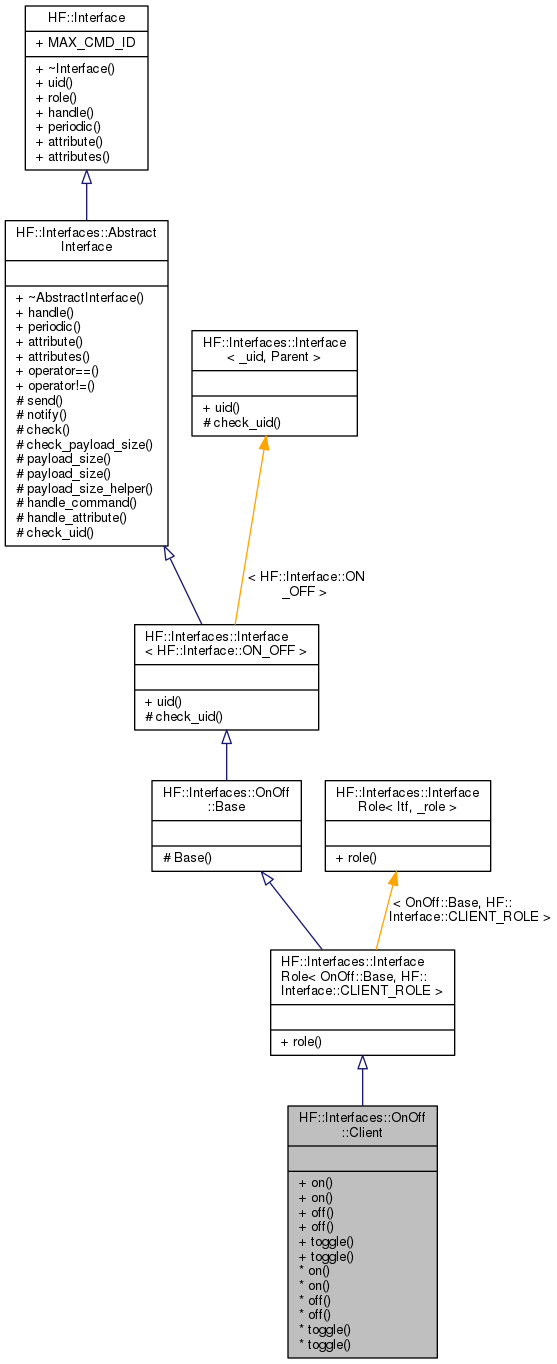 HF::Interface
+ MAX_CMD_ID
+ ~Interface()
+ uid()
+ role()
+ handle()
+ periodic()
+ attribute()
+ attributes()
HF::Interfaces::Abstract
Interface
+ ~AbstractInterface()
+ handle()
+ periodic()
+ attribute()
+ attributes()
+ operator==()
+ operator!=()
# send()
# notify()
# check()
# check_payload_size()
# payload_size()
# payload_size()
# payload_size_helper()
# handle_command()
# handle_attribute()
# check_uid()
HF::Interfaces::Interface
< _uid, Parent >
+ uid()
# check_uid()
< HF::Interface::ON
_OFF >
HF::Interfaces::Interface
< HF::Interface::ON_OFF >
+ uid()
# check_uid()
HF::Interfaces::OnOff
::Base
# Base()
HF::Interfaces::Interface
Role< Itf, _role >
+ role()
< OnOff::Base, HF::
Interface::CLIENT_ROLE >
HF::Interfaces::Interface
Role< OnOff::Base, HF::
Interface::CLIENT_ROLE >
+ role()
HF::Interfaces::OnOff
::Client
+ on()
+ on()
+ off()
+ off()
+ toggle()
+ toggle()
* on()
* on()
* off()
* off()
* toggle()
* toggle()